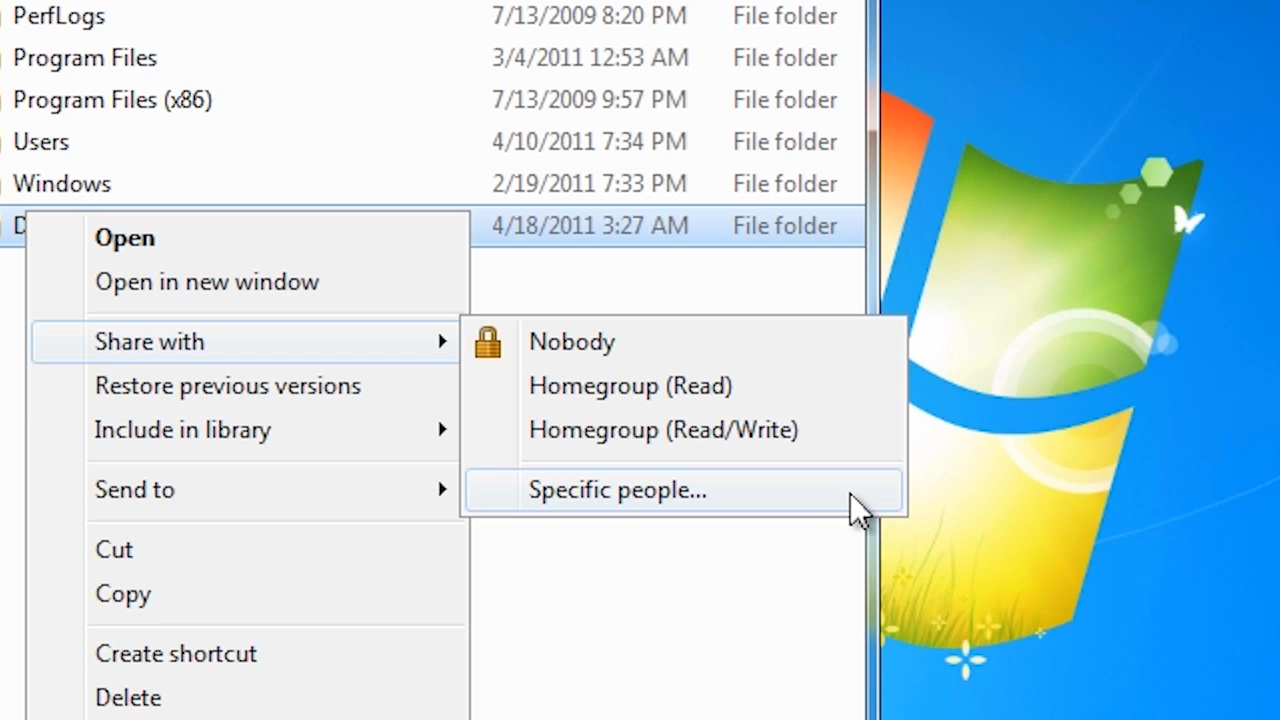 PerfLogs 7/13/2009 8:20 PM File folder
Program Files 3/4/2011 12:53 AM File folder
Program Files (x86) 7/13/2009 9:57 PM File folder
Users 4/10/2011 7:34 PM File folder
Windows 2/19/2011 7:33 PM File folder
4/18/2011 3:27 AM File folder
Open
Open in new window
Share with
Restore previous versions
Include in library
Send to
Cut
Copy
Create shortcut
Delete
Nobody
Homegroup (Read)
Homegroup (Read/Write)
Specific people...